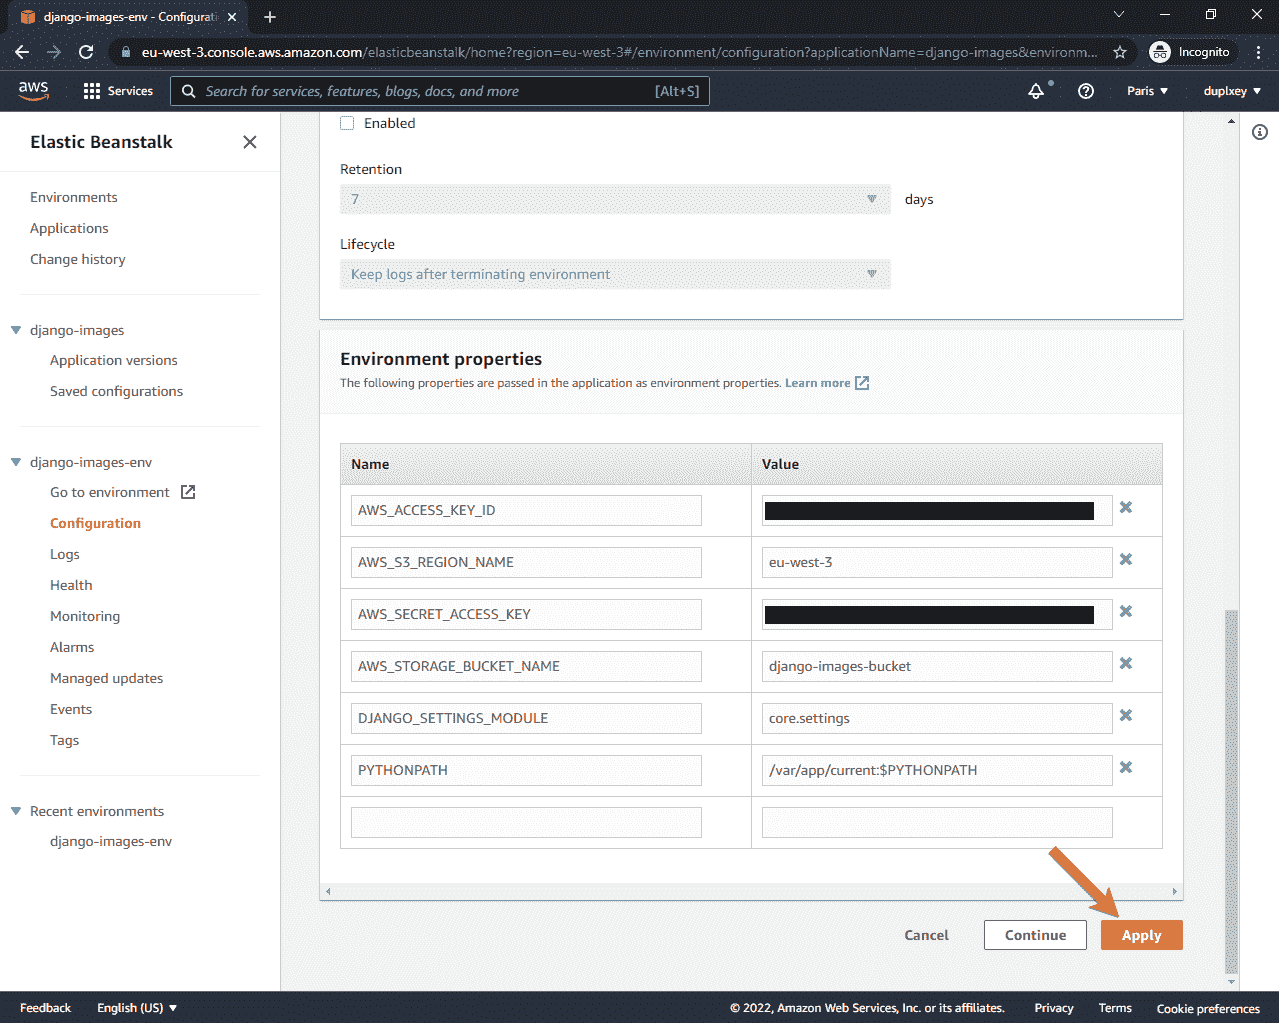 django-images-env - Configurati
eu-west-3.console.aws.amazon.com/elasticbeanstalk/home?region=eu-west-3#/environment/configuration?applicationName=django-images&environm...
Incognito
aws
Services
Search for services, features, blogs, docs, and more
[Alt+S]
Paris
duplxey
Elastic Beanstalk
Environments
Applications
Change history
django-images
Application versions
Saved configurations
django-images-env
Go to environment
Configuration
Logs
Health
Monitoring
Alarms
Managed updates
Events
Tags
Recent environments
django-images-env
Enabled
Retention
7
days
Lifecycle
Keep logs after terminating environment
Environment properties
The following properties are passed in the application as environment properties. Learn more
Name Value
AWS_ACCESS_KEY_ID
AWS_S3_REGION_NAME eu-west-3
AWS_SECRET_ACCESS_KEY
AWS_STORAGE_BUCKET_NAME django-images-bucket
DJANGO_SETTINGS_MODULE core.settings
PYTHONPATH /var/app/current:$PYTHONPATH
Cancel Continue Apply
Feedback English (US) © 2022, Amazon Web Services, Inc. or its affiliates. Privacy Terms Cookie preferences